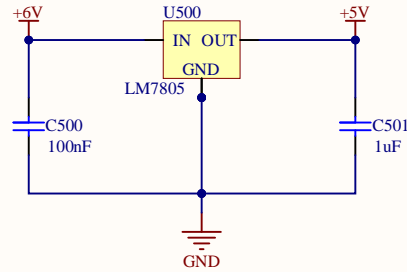 +6V
U500
+5V
IN OUT
GND
LM7805
C500
100nF
C501
1uF
GND